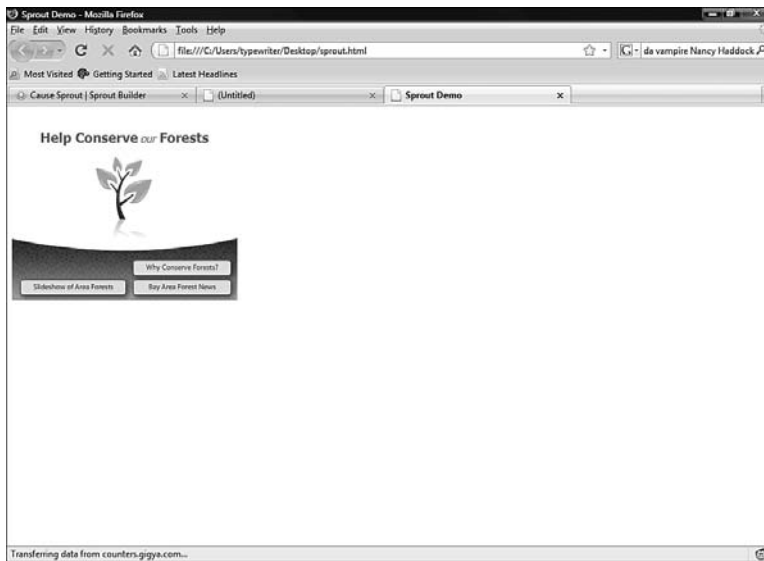 Sprout Demo - Mozilla Firefox
File Edit View History Bookmarks Tools Help
file:///C:/Users/typewriter/Desktop/sprout.html
G da vampire Nancy Haddock
Most Visited Getting Started Latest Headlines
Cause Sprout | Sprout Builder (Untitled) Sprout Demo
Help Conserve our Forests
Why Conserve Forests?
Slideshow of Area Forests Bay Area Forest News
Transferring data from counters.gigya.com...